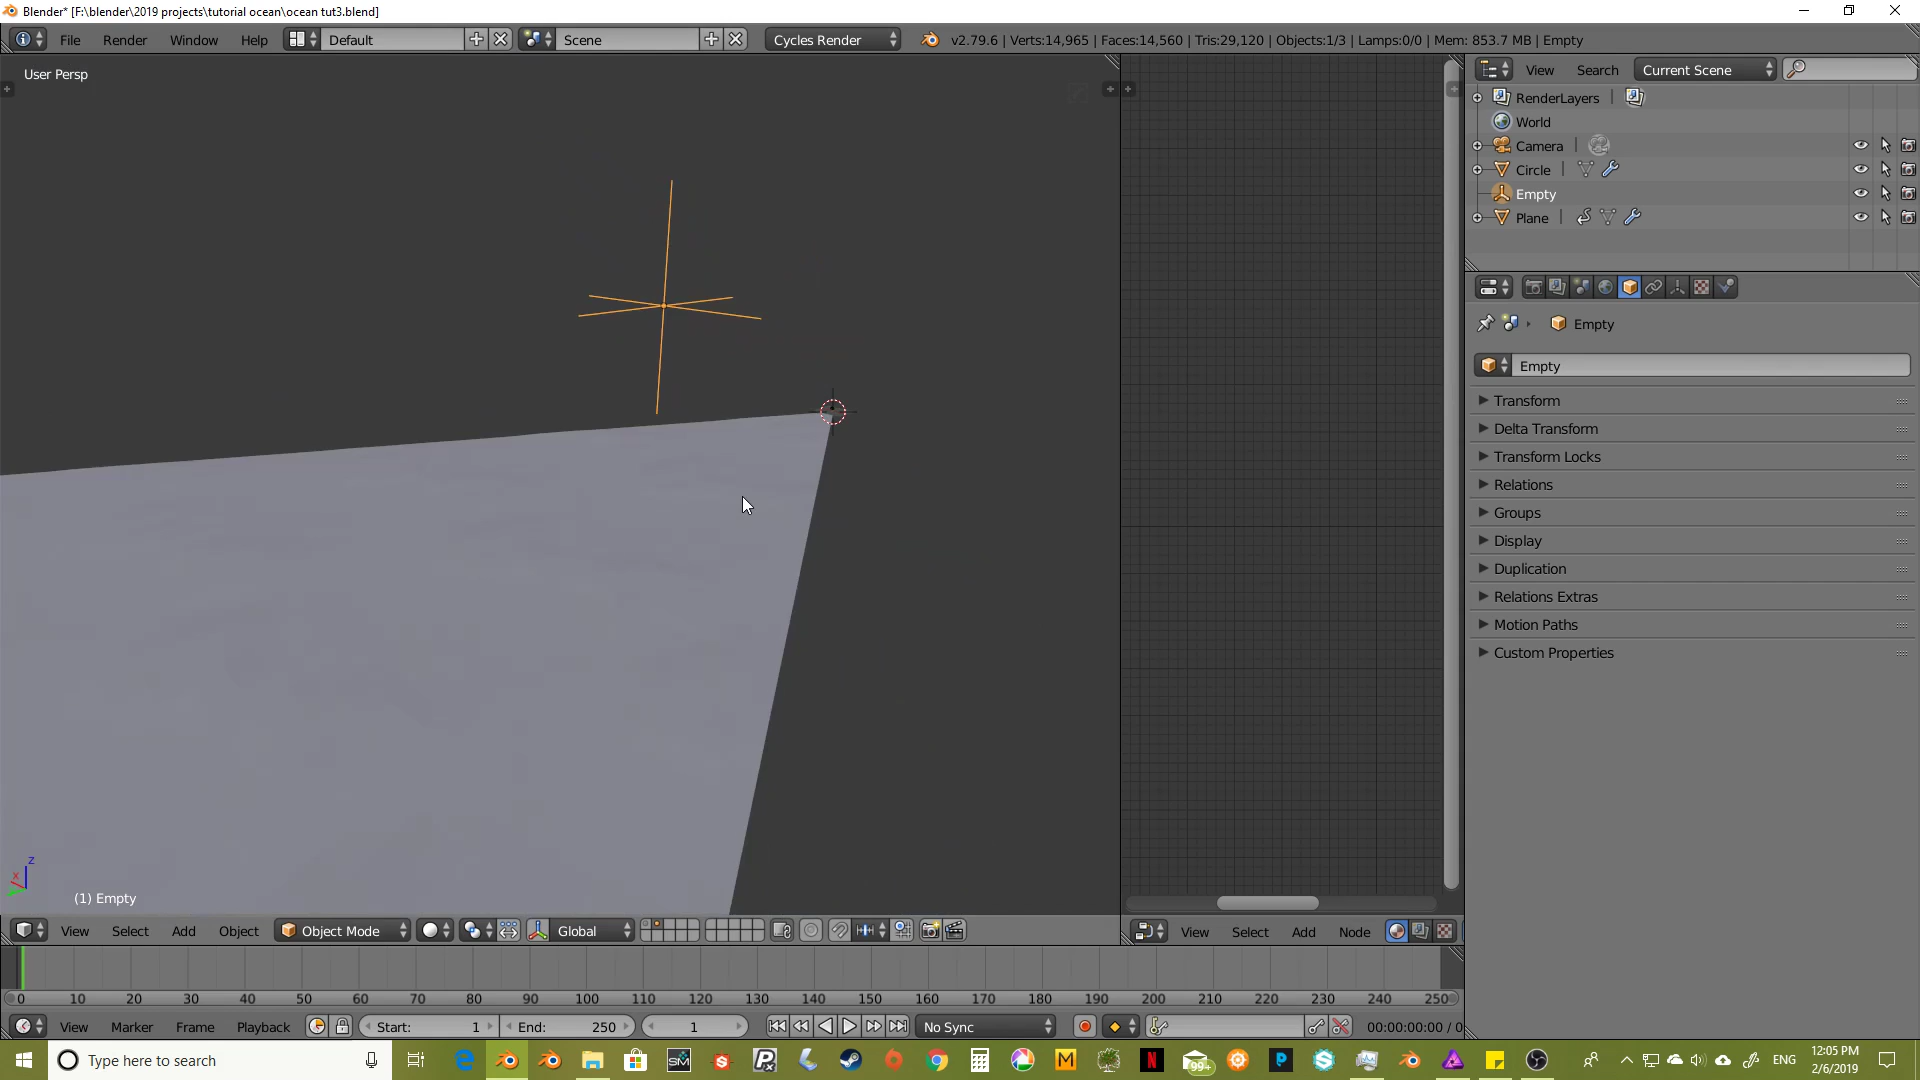 Blender* [F:\blender\2019 projects\tutorial ocean\ocean tut3.blend]
File Render Window Help Default Scene Cycles Render v2.79.6 | Verts:14,965 | Faces:14,560 | Tris:29,120 | Objects:1/3 | Lamps:0/0 | Mem: 853.7 MB | Empty
User Persp
View Search Current Scene
RenderLayers
World
Camera
Circle
Empty
Plane
Empty
Empty
Transform
Delta Transform
Transform Locks
Relations
Groups
Display
Duplication
Relations Extras
Motion Paths
Custom Properties
z
x
(1) Empty
View Select Add Object Object Mode Global
View Select Add Node
0 10 20 30 40 50 60 70 80 90 100 110 120 130 140 150 160 170 180 190 200 210 220 230 240 250
View Marker Frame Playback Start: 1 End: 250 1 No Sync 00:00:00:00 / 0
Type here to search
99+
ENG
12:05 PM
2/6/2019